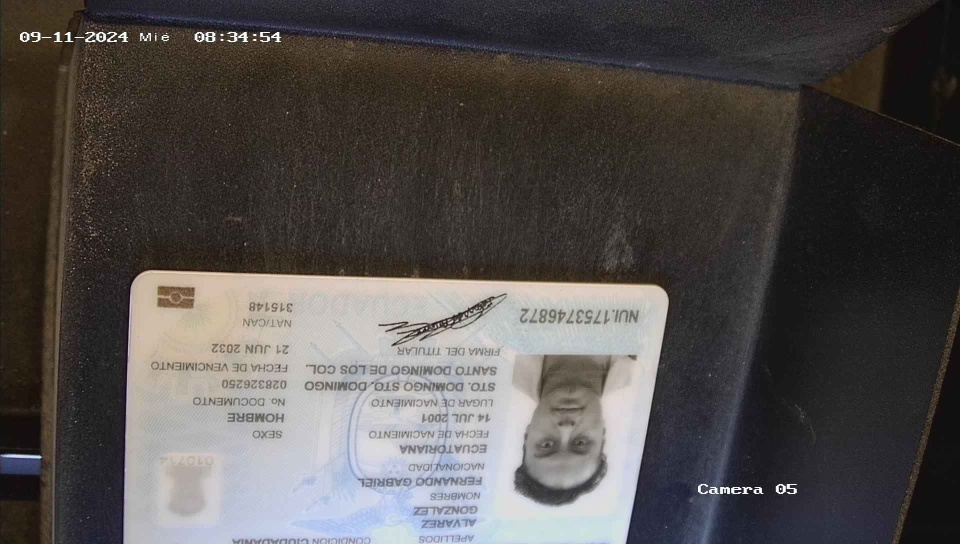 09-11-2024 Mié 08:34:54
CONDICIÓN CIUDADANÍA
APELLIDOS
ALVAREZ
GONZALEZ
NOMBRES
FERNANDO GABRIEL
NACIONALIDAD
ECUATORIANA
FECHA DE NACIMIENTO
14 JUL 2001
LUGAR DE NACIMIENTO
STO. DOMINGO STO. DOMINGO
SANTO DOMINGO DE LOS COL.
FIRMA DEL TITULAR
SEXO
HOMBRE
No. DOCUMENTO
028326250
FECHA DE VENCIMIENTO
21 JUN 2032
NAT/CAN
315148
NUI.1753746872
010714
Camera 05